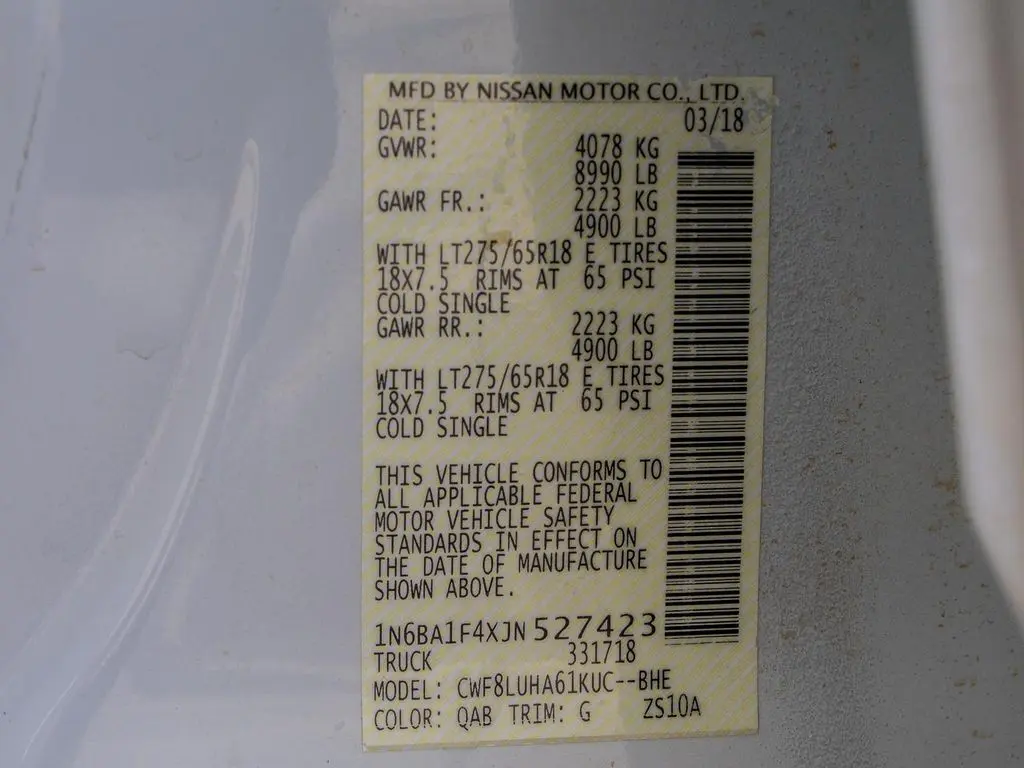 MFD BY NISSAN MOTOR CO., LTD.
DATE: 03/18
GVWR: 4078 KG
8990 LB
GAWR FR.: 2223 KG
4900 LB
WITH LT275/65R18 E TIRES
18X7.5 RIMS AT 65 PSI
COLD SINGLE
GAWR RR.: 2223 KG
4900 LB
WITH LT275/65R18 E TIRES
18X7.5 RIMS AT 65 PSI
COLD SINGLE
THIS VEHICLE CONFORMS TO
ALL APPLICABLE FEDERAL
MOTOR VEHICLE SAFETY
STANDARDS IN EFFECT ON
THE DATE OF MANUFACTURE
SHOWN ABOVE.
1N6BA1F4XJN527423
TRUCK 331718
MODEL: CWF8LUHA61KUC--BHE
COLOR: QAB TRIM: G ZS10A